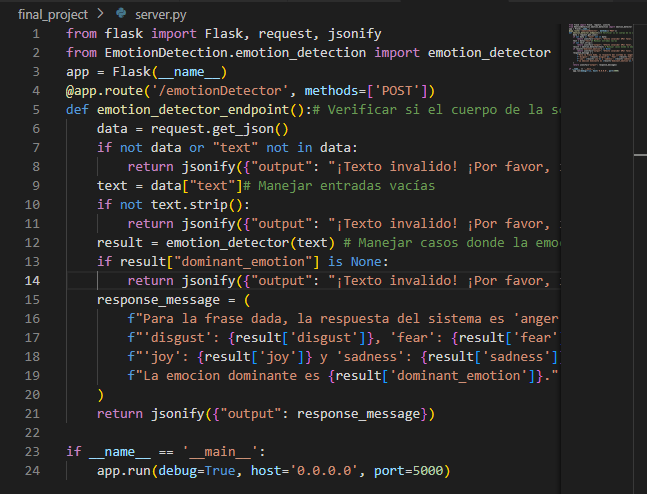 final_project > server.py
1 from flask import Flask, request, jsonify
2 from EmotionDetection.emotion_detection import emotion_detector
3 app = Flask(__name__)
4 @app.route('/emotionDetector', methods=['POST'])
5 def emotion_detector_endpoint():# Verificar si el cuerpo de la
6     data = request.get_json()
7     if not data or "text" not in data:
8         return jsonify({"output": "¡Texto invalido! ¡Por favor,
9     text = data["text"]# Manejar entradas vacías
10     if not text.strip():
11         return jsonify({"output": "¡Texto invalido! ¡Por favor,
12     result = emotion_detector(text) # Manejar casos donde la
13     if result["dominant_emotion"] is None:
14         return jsonify({"output": "¡Texto invalido! ¡Por favor,
15     response_message = (
16         f"Para la frase dada, la respuesta del sistema es 'anger
17         f"'disgust': {result['disgust']}, 'fear': {result['fear'
18         f"'joy': {result['joy']} y 'sadness': {result['sadness']
19         f"La emocion dominante es {result['dominant_emotion']}."
20     )
21     return jsonify({"output": response_message})
22
23 if __name__ == '__main__':
24     app.run(debug=True, host='0.0.0.0', port=5000)